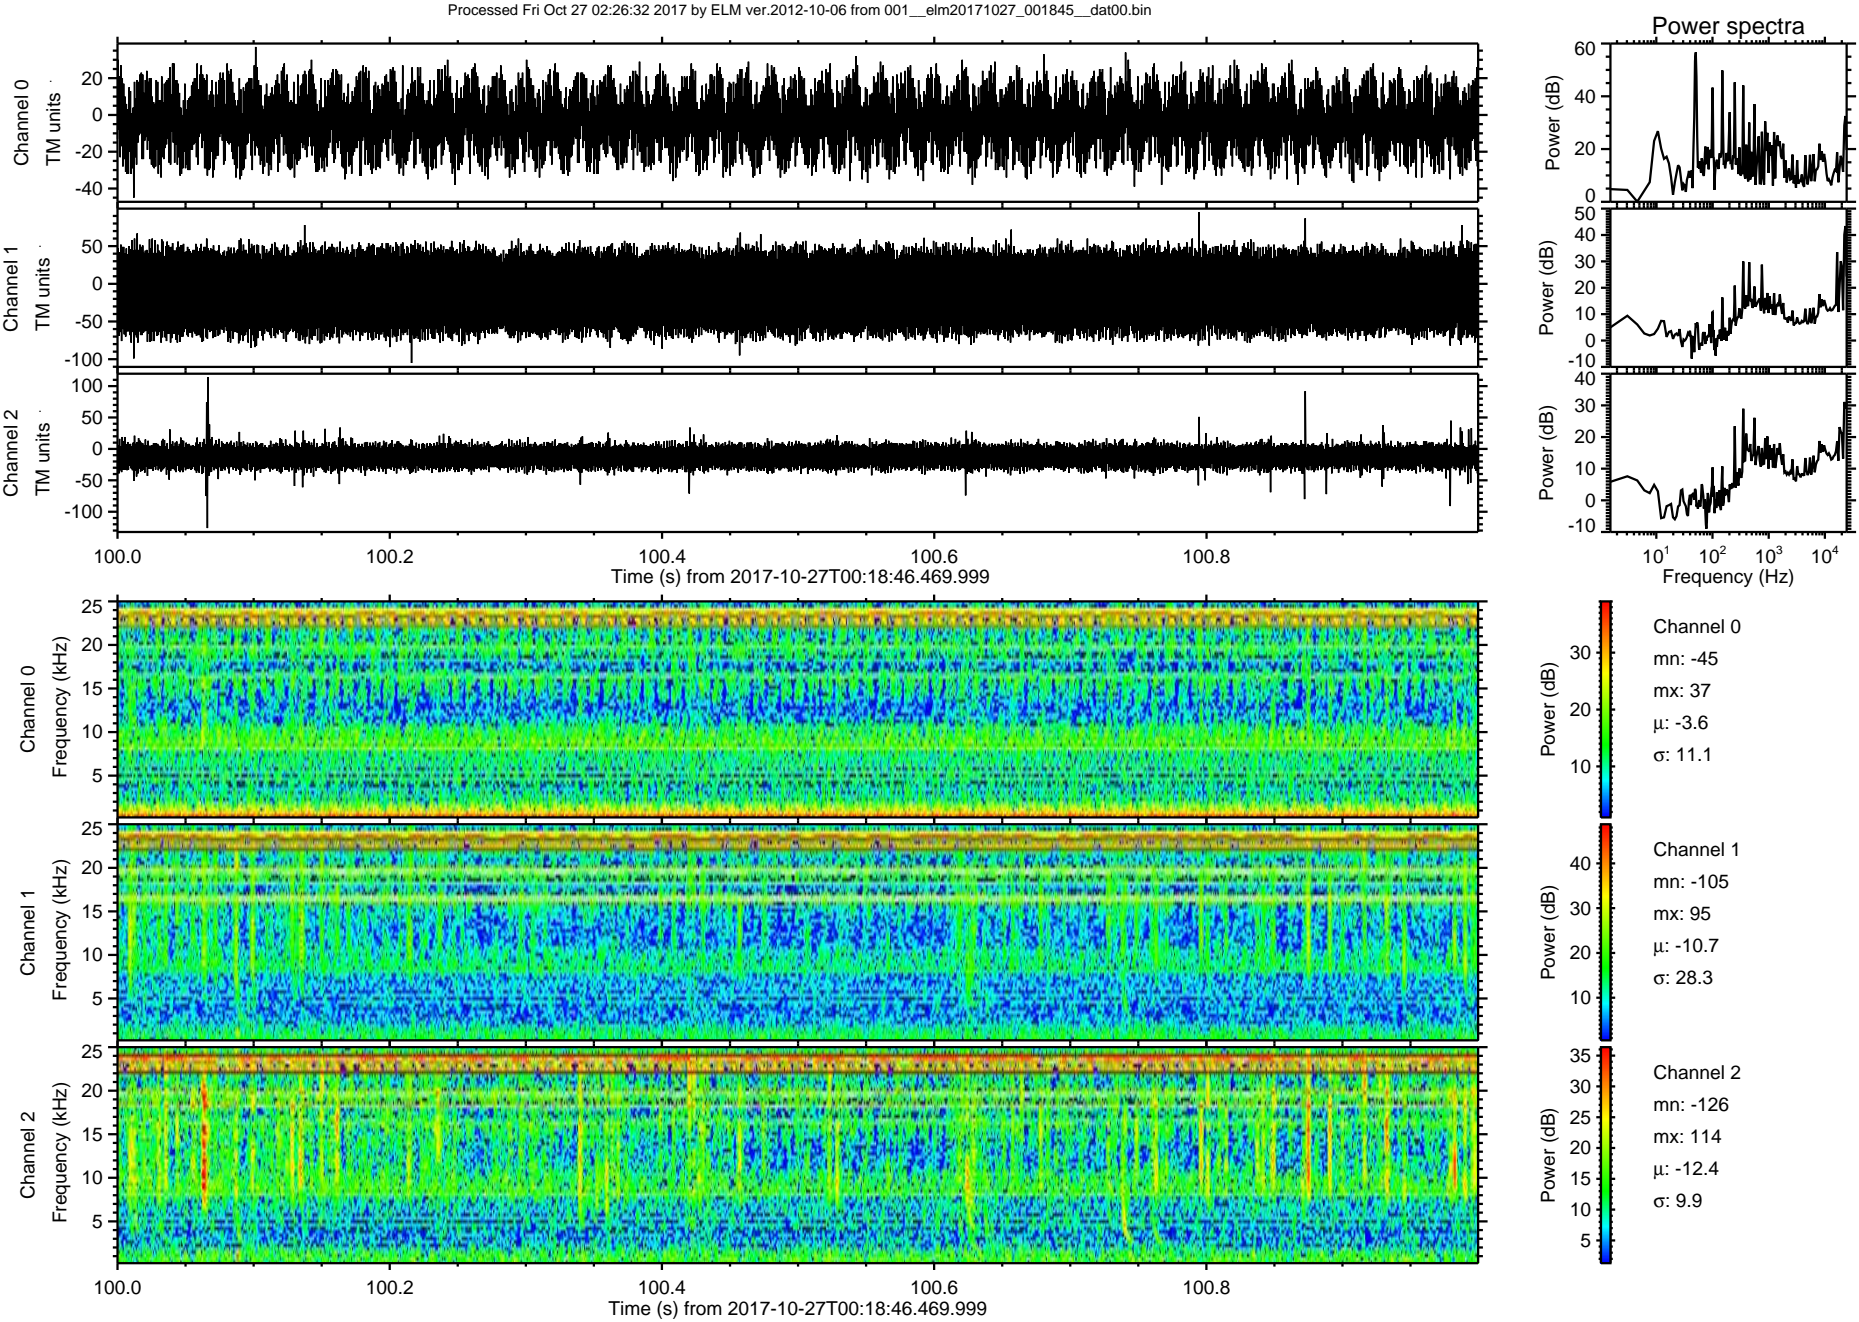 Processed Fri Oct 27 02:26:32 2017 by ELM ver.2012-10-06 from 001__elm20171027_001845__dat00.bin
Power spectra
Channel 0
TM units
20
0
-20
-40
Power (dB)
60
40
20
0
Channel 1
TM units
50
0
-50
-100
Power (dB)
50
40
30
20
10
0
-10
Channel 2
TM units
100
50
0
-50
-100
Power (dB)
40
30
20
10
0
-10
100.0 100.2 100.4 100.6 100.8
Time (s) from 2017-10-27T00:18:46.469.999
10¹ 10² 10³ 10⁴
Frequency (Hz)
Channel 0
Frequency (kHz)
25
20
15
10
5
Power (dB)
30
20
10
Channel 0
mn: -45
mx: 37
µ: -3.6
σ: 11.1
Channel 1
Frequency (kHz)
25
20
15
10
5
Power (dB)
40
30
20
10
Channel 1
mn: -105
mx: 95
µ: -10.7
σ: 28.3
Channel 2
Frequency (kHz)
25
20
15
10
5
Power (dB)
35
30
25
20
15
10
5
Channel 2
mn: -126
mx: 114
µ: -12.4
σ: 9.9
100.0 100.2 100.4 100.6 100.8
Time (s) from 2017-10-27T00:18:46.469.999